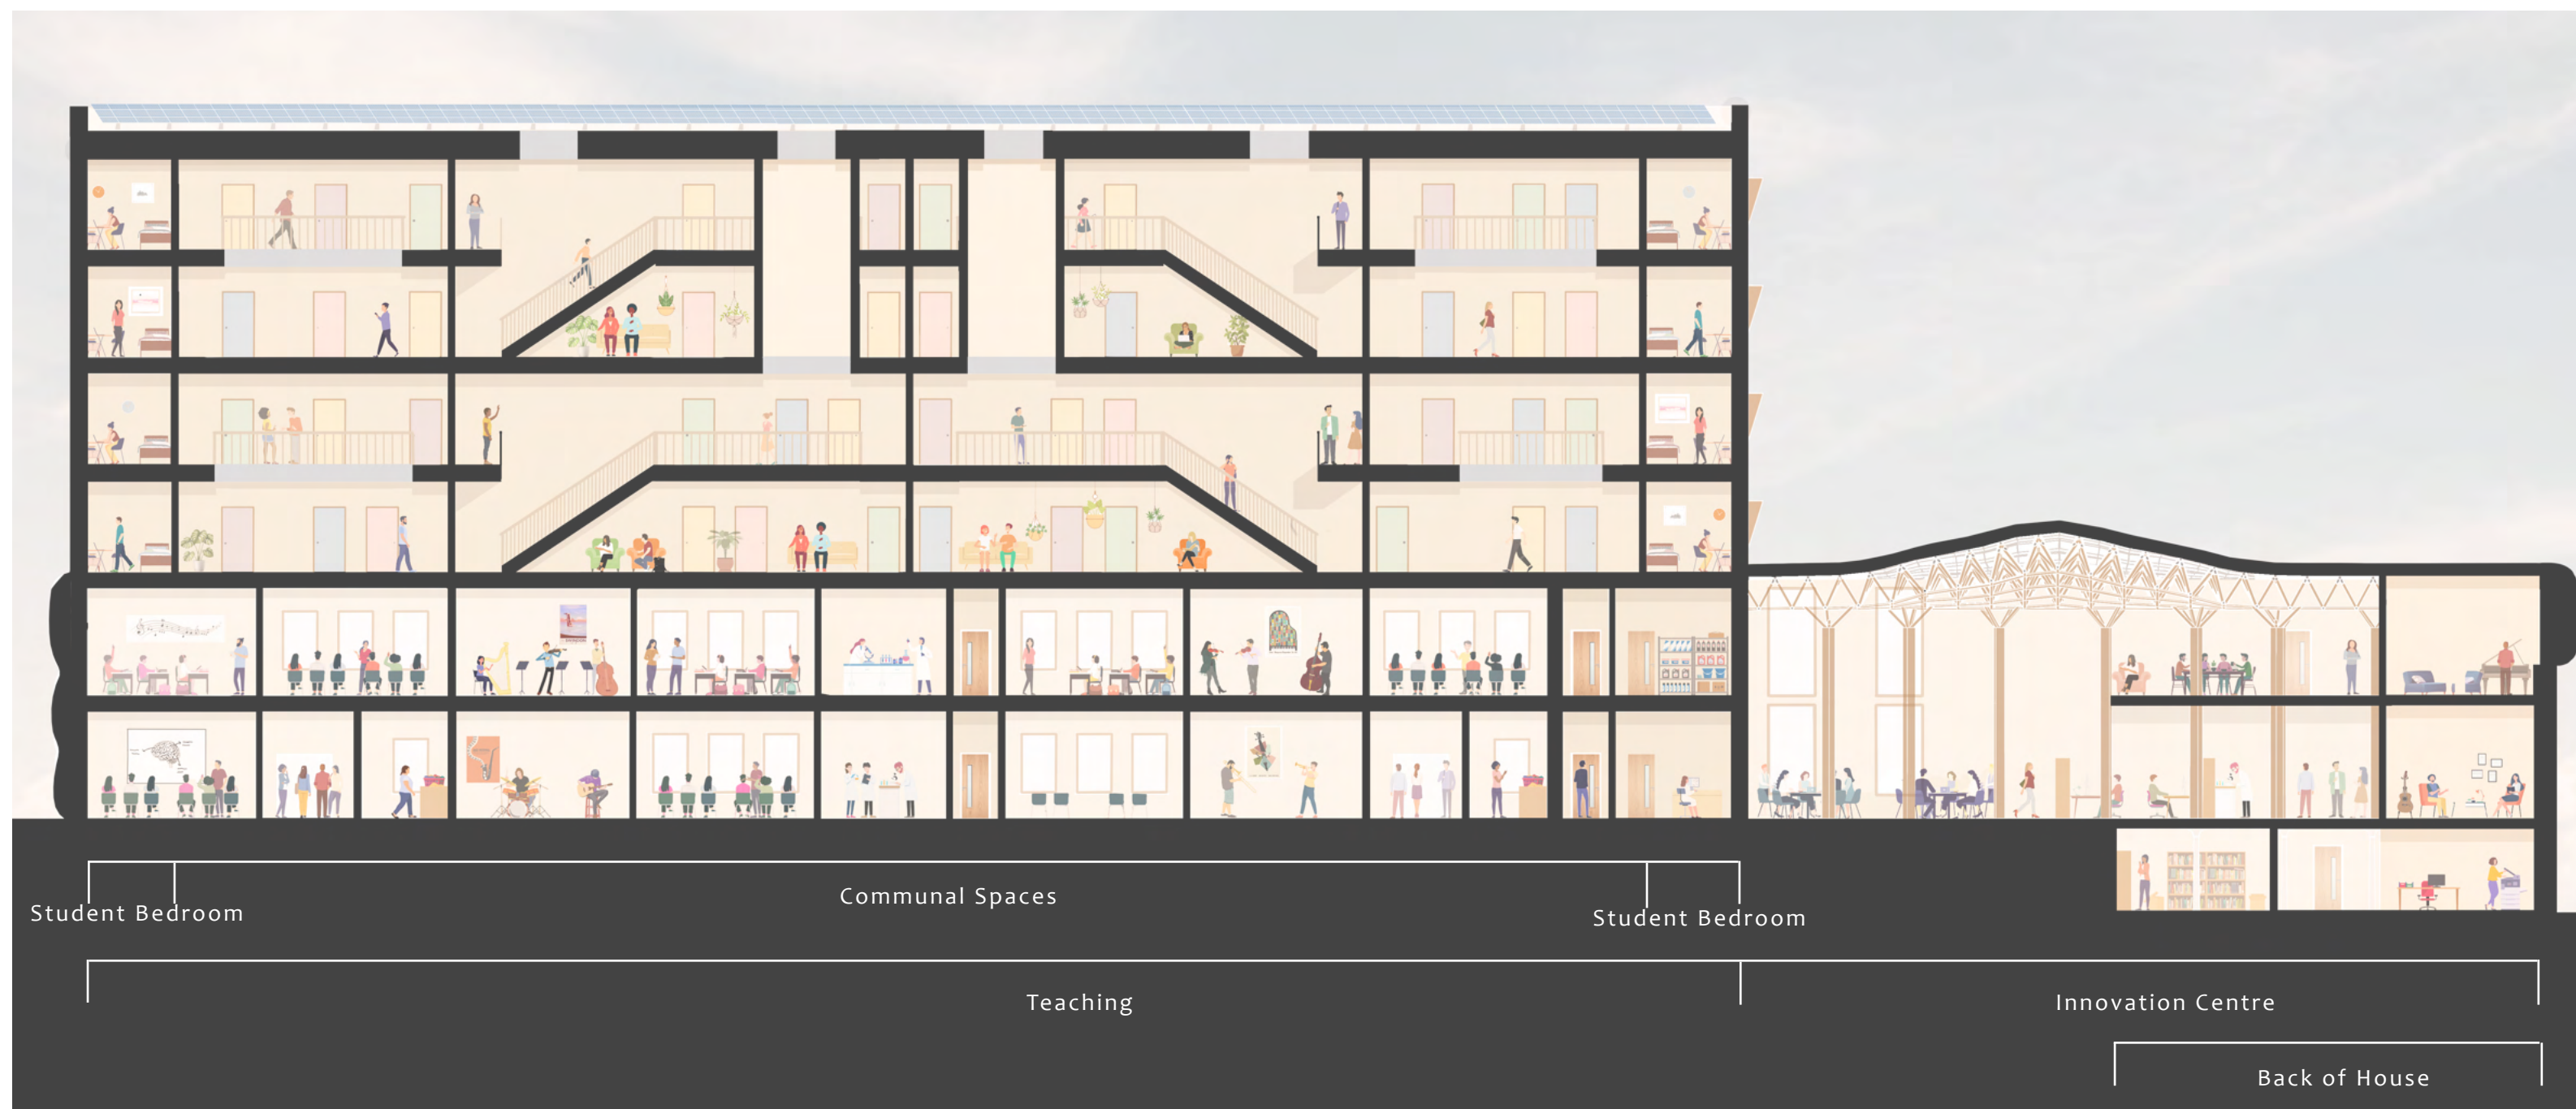 Communal Spaces
Student Bedroom
Student Bedroom
Teaching
Innovation Centre
Back of House